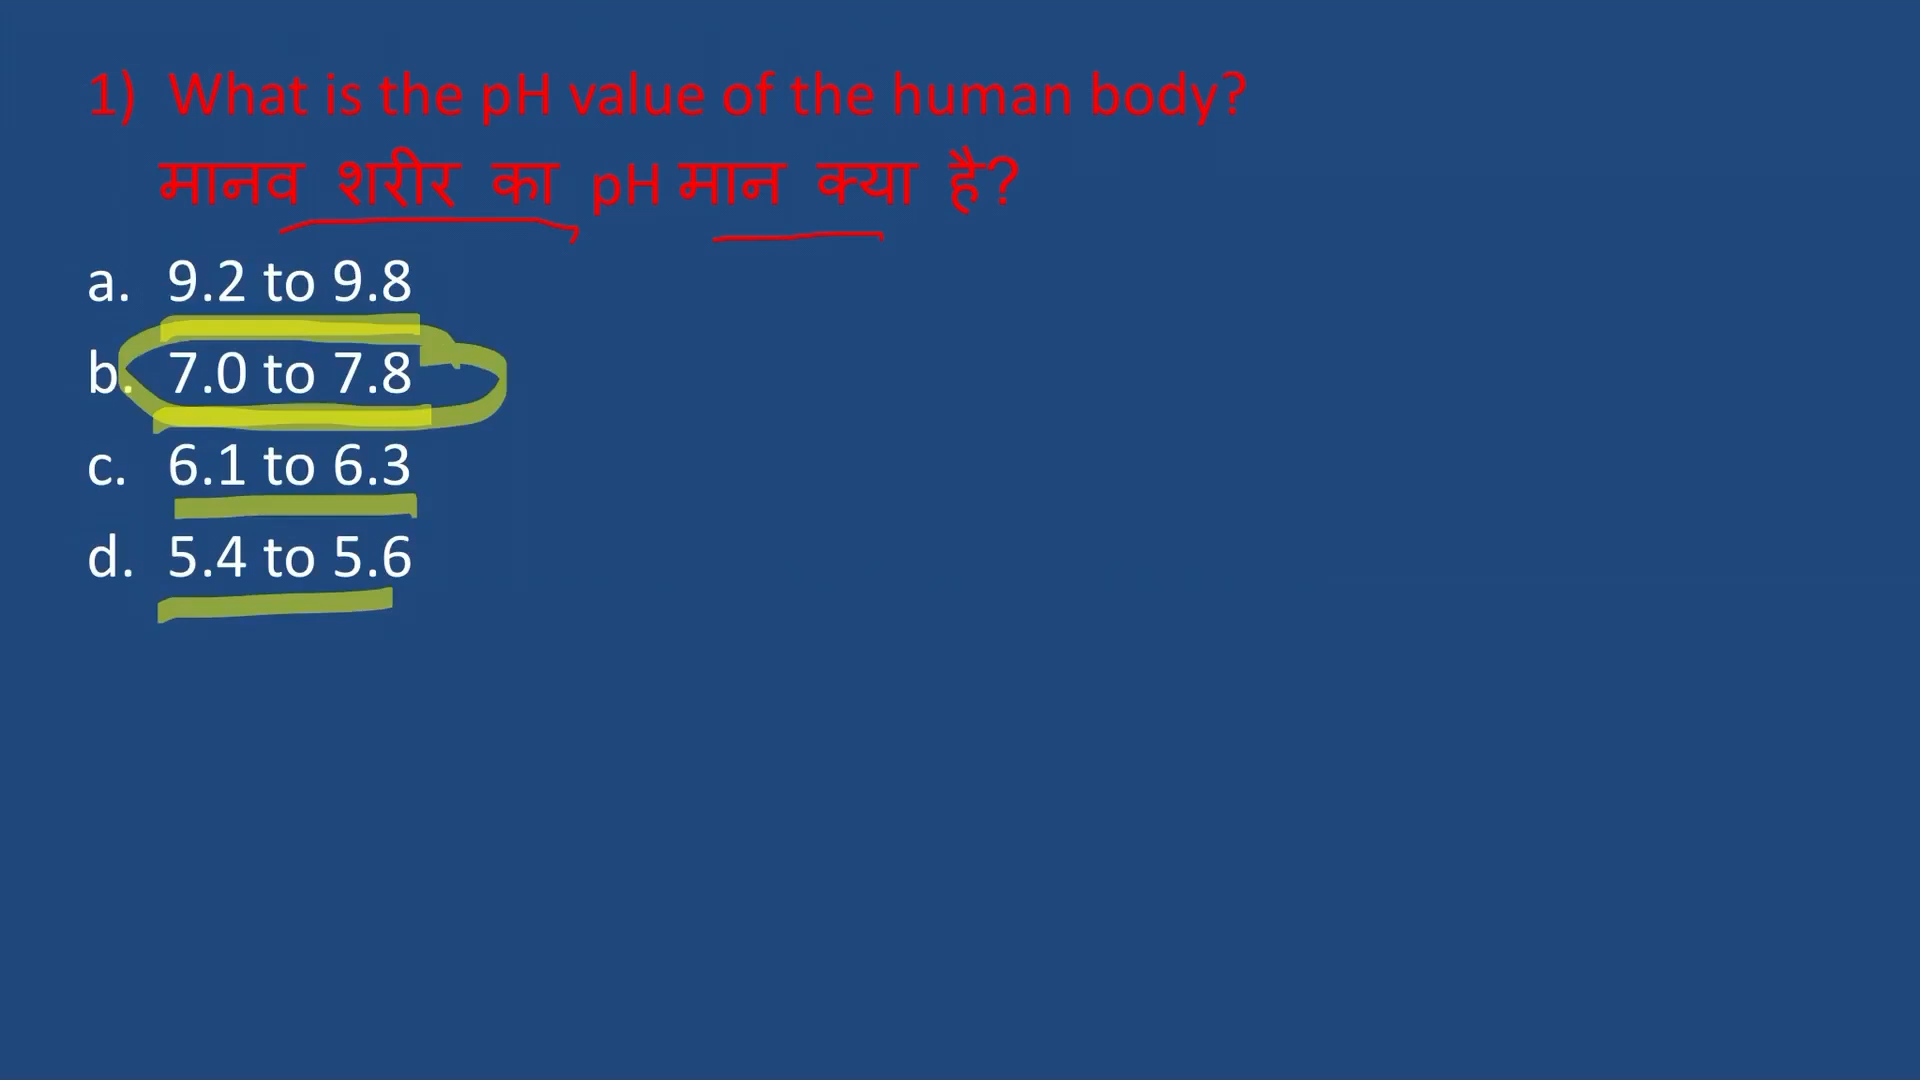 1) What is the pH value of the human body?
मानव शरीर का pH मान क्या है?
a. 9.2 to 9.8
b. 7.0 to 7.8
c. 6.1 to 6.3
d. 5.4 to 5.6